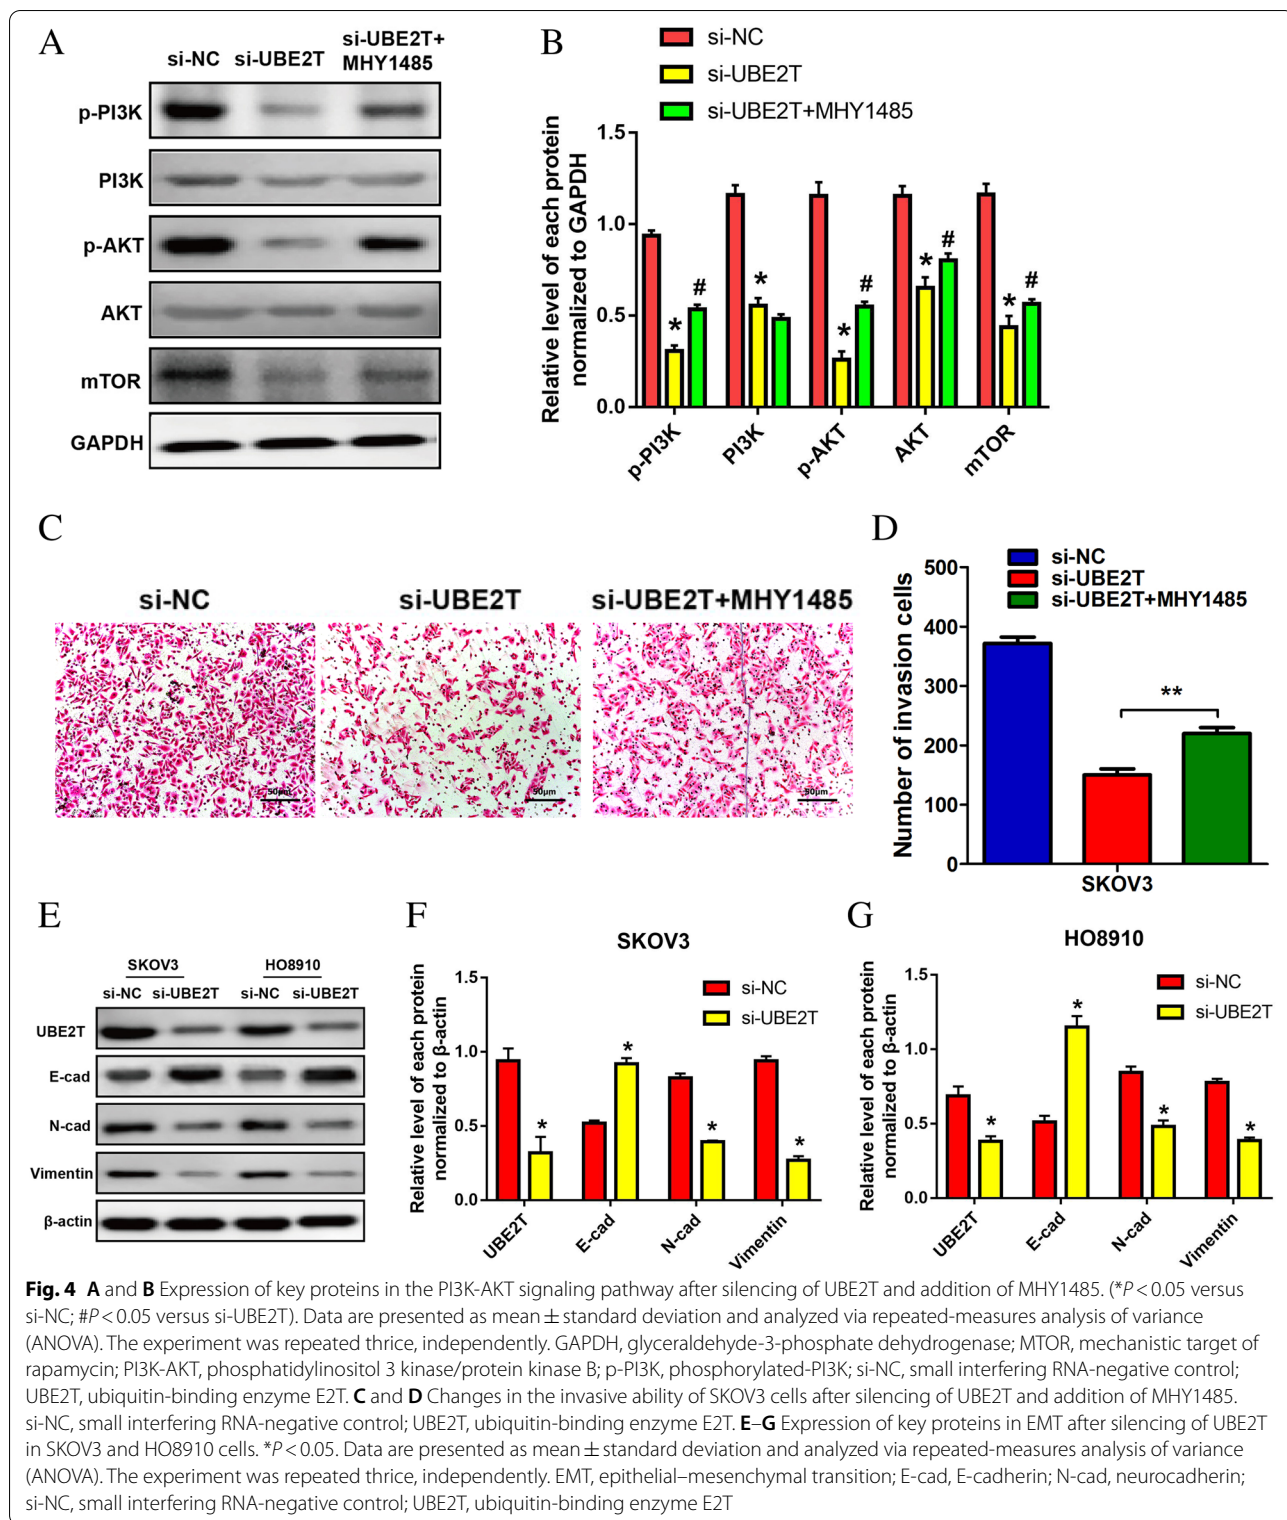 A
si-NC si-UBE2T si-UBE2T+
MHY1485
p-PI3K
PI3K
p-AKT
AKT
mTOR
GAPDH
B
si-NC
si-UBE2T
si-UBE2T+MHY1485
Relative level of each protein
normalized to GAPDH
1.5
1.0
0.5
0.0
* # * * # * # * #
p-PI3K PI3K p-AKT AKT mTOR
C
si-NC si-UBE2T si-UBE2T+MHY1485
50μm 50μm 50μm
D
si-NC
si-UBE2T
si-UBE2T+MHY1485
Number of invasion cells
500
400
300
200
100
0
**
SKOV3
E
SKOV3 HO8910
si-NC si-UBE2T si-NC si-UBE2T
UBE2T
E-cad
N-cad
Vimentin
β-actin
F
SKOV3
si-NC
si-UBE2T
Relative level of each protein
normalized to β-actin
1.5
1.0
0.5
0.0
* * * *
UBE2T E-cad N-cad Vimentin
G
HO8910
si-NC
si-UBE2T
Relative level of each protein
normalized to β-actin
1.5
1.0
0.5
0.0
* * * *
UBE2T E-cad N-cad Vimentin
Fig. 4 A and B Expression of key proteins in the PI3K-AKT signaling pathway after silencing of UBE2T and addition of MHY1485. (*P < 0.05 versus
si-NC; #P < 0.05 versus si-UBE2T). Data are presented as mean ± standard deviation and analyzed via repeated-measures analysis of variance
(ANOVA). The experiment was repeated thrice, independently. GAPDH, glyceraldehyde-3-phosphate dehydrogenase; MTOR, mechanistic target of
rapamycin; PI3K-AKT, phosphatidylinositol 3 kinase/protein kinase B; p-PI3K, phosphorylated-PI3K; si-NC, small interfering RNA-negative control;
UBE2T, ubiquitin-binding enzyme E2T. C and D Changes in the invasive ability of SKOV3 cells after silencing of UBE2T and addition of MHY1485.
si-NC, small interfering RNA-negative control; UBE2T, ubiquitin-binding enzyme E2T. E–G Expression of key proteins in EMT after silencing of UBE2T
in SKOV3 and HO8910 cells. *P < 0.05. Data are presented as mean ± standard deviation and analyzed via repeated-measures analysis of variance
(ANOVA). The experiment was repeated thrice, independently. EMT, epithelial–mesenchymal transition; E-cad, E-cadherin; N-cad, neurocadherin;
si-NC, small interfering RNA-negative control; UBE2T, ubiquitin-binding enzyme E2T